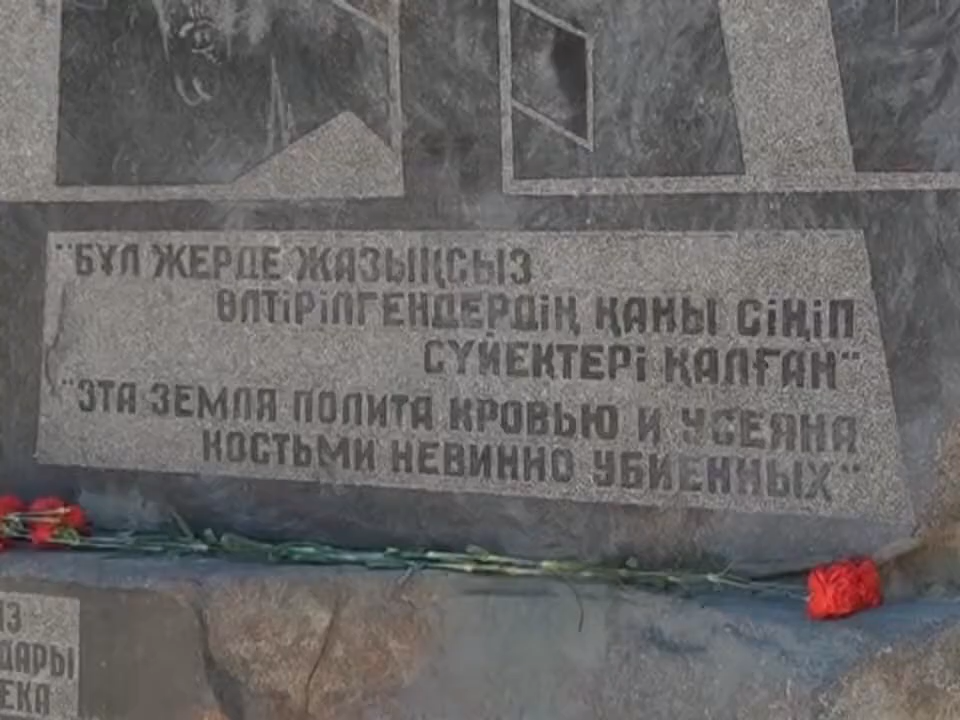 "БҰЛ ЖЕРДЕ ЖАЗЫҚСЫЗ
ӨЛТІРІЛГЕНДЕРДІҢ ҚАНЫ СІҢІП
СҮЙЕКТЕРІ ҚАЛҒАН"
"ЭТА ЗЕМЛЯ ПОЛИТА КРОВЬЮ И УСЕЯНА
КОСТЬМИ НЕВИННО УБИЕННЫХ"